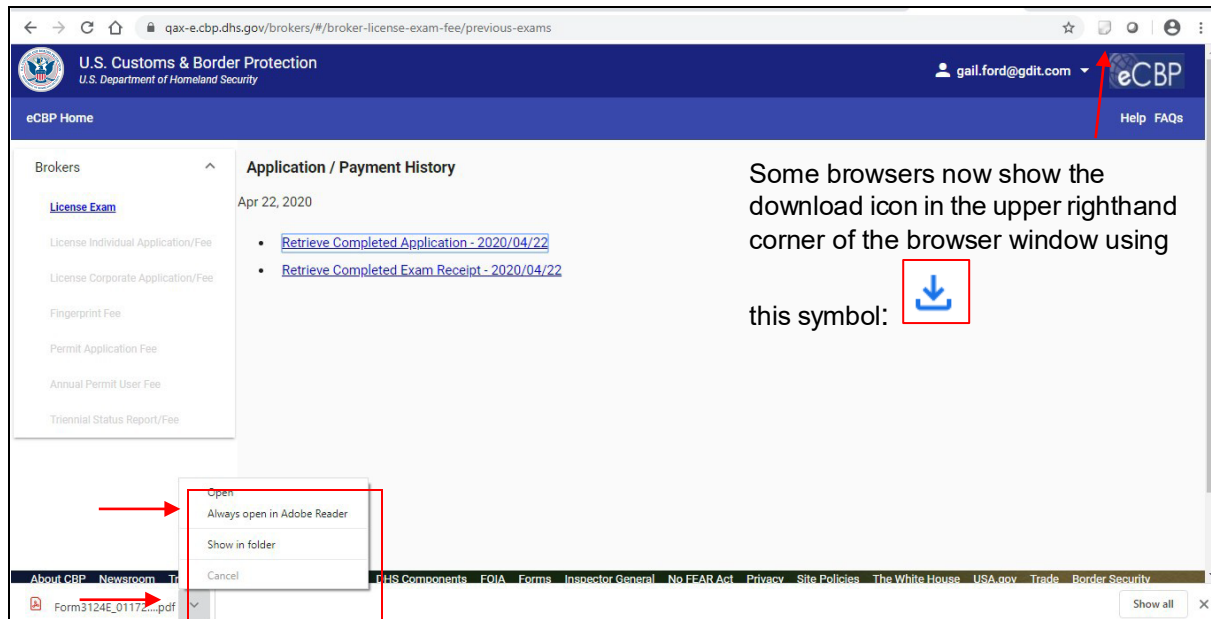 qax-e.cbp.dhs.gov/brokers/#/broker-license-exam-fee/previous-exams
U.S. Customs & Border Protection
U.S. Department of Homeland Security
gail.ford@gdit.com
eCBP
eCBP Home
Help FAQs
Brokers
License Exam
License Individual Application/Fee
License Corporate Application/Fee
Fingerprint Fee
Permit Application Fee
Annual Permit User Fee
Triennial Status Report/Fee
Application / Payment History
Apr 22, 2020
Retrieve Completed Application - 2020/04/22
Retrieve Completed Exam Receipt - 2020/04/22
Some browsers now show the
download icon in the upper righthand
corner of the browser window using
this symbol:
Open
Always open in Adobe Reader
Show in folder
Cancel
About CBP Newsroom DHS Components FOIA Forms Inspector General No FEAR Act Privacy Site Policies The White House USA.gov Trade Border Security
Form3124E_01172....pdf
Show all